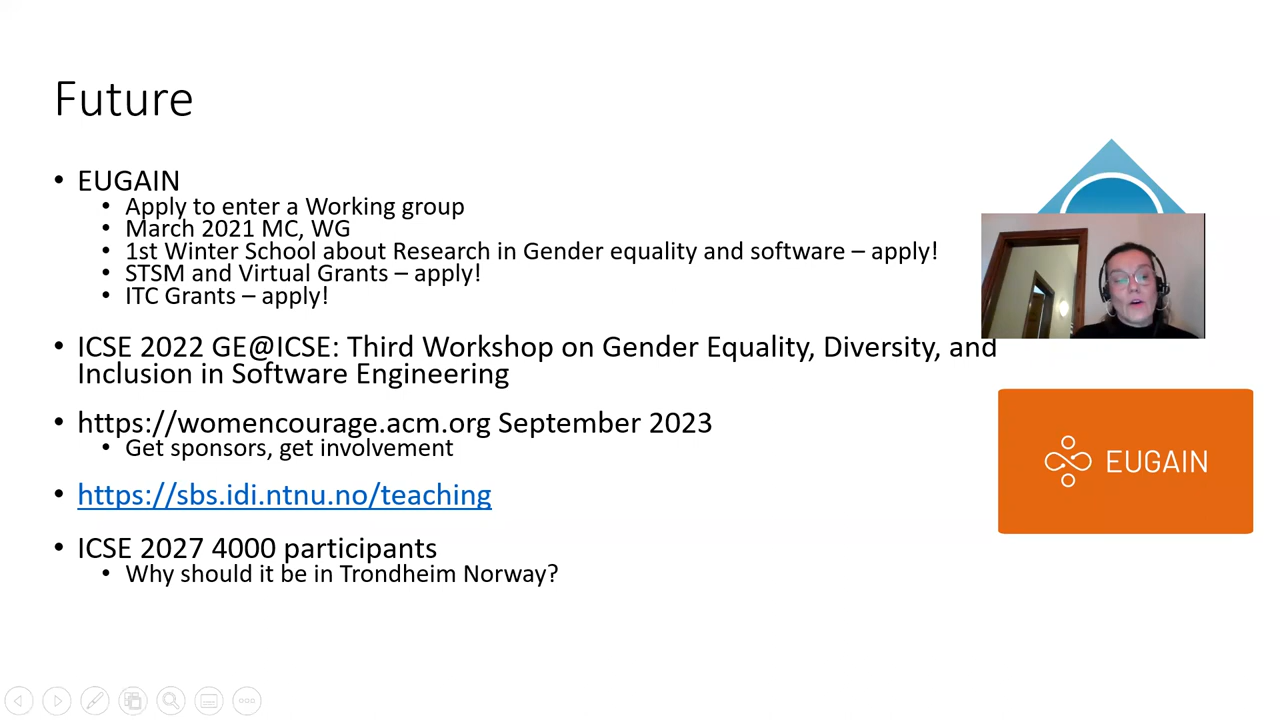 Future
• EUGAIN
• Apply to enter a Working group
• March 2021 MC, WG
• 1st Winter School about Research in Gender equality and software – apply!
• STSM and Virtual Grants – apply!
• ITC Grants – apply!
• ICSE 2022 GE@ICSE: Third Workshop on Gender Equality, Diversity, and
Inclusion in Software Engineering
• https://womencourage.acm.org September 2023
• Get sponsors, get involvement
• https://sbs.idi.ntnu.no/teaching
• ICSE 2027 4000 participants
• Why should it be in Trondheim Norway?
EUGAIN